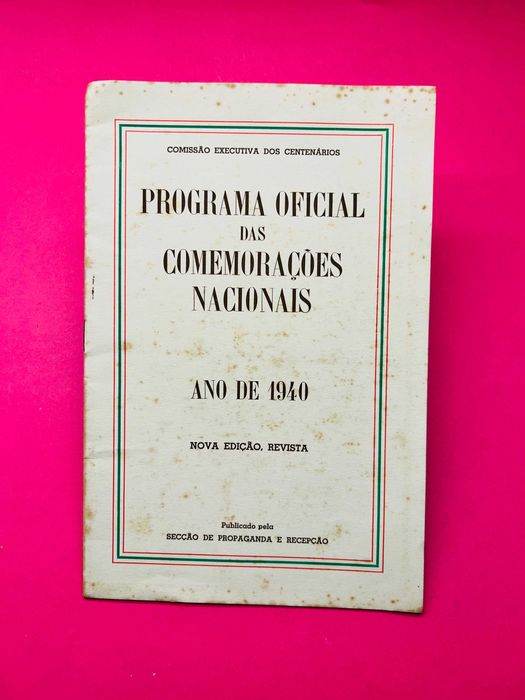 COMISSÃO EXECUTIVA DOS CENTENÁRIOS
PROGRAMA OFICIAL
DAS
COMEMORAÇÕES
NACIONAIS
ANO DE 1940
NOVA EDIÇÃO, REVISTA
Publicado pela
SECÇÃO DE PROPAGANDA E RECEPÇÃO